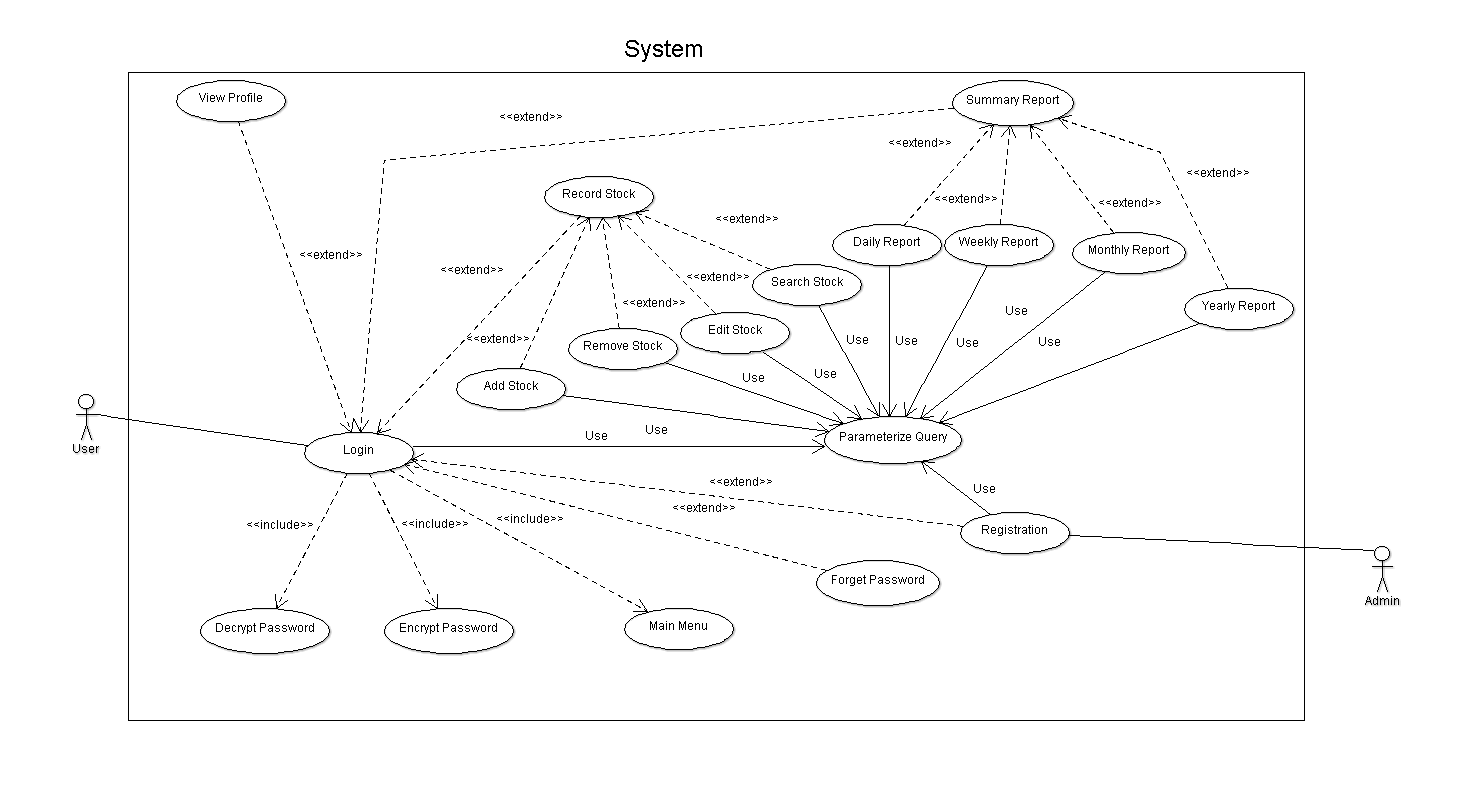 System
View Profile
Summary Report
<<extend>>
<<extend>>
<<extend>>
Record Stock
<<extend>>
<<extend>>
<<extend>>
Daily Report
Weekly Report
Monthly Report
<<extend>>
<<extend>>
<<extend>>
Search Stock
<<extend>>
Yearly Report
Use
Edit Stock
<<extend>>
Use
Use
Use
Use
Remove Stock
Use
Use
Add Stock
Use
Use
User
Login
Parameterize Query
<<extend>>
Use
<<extend>>
<<include>>
<<include>>
<<include>>
Registration
Forget Password
Admin
Decrypt Password
Encrypt Password
Main Menu